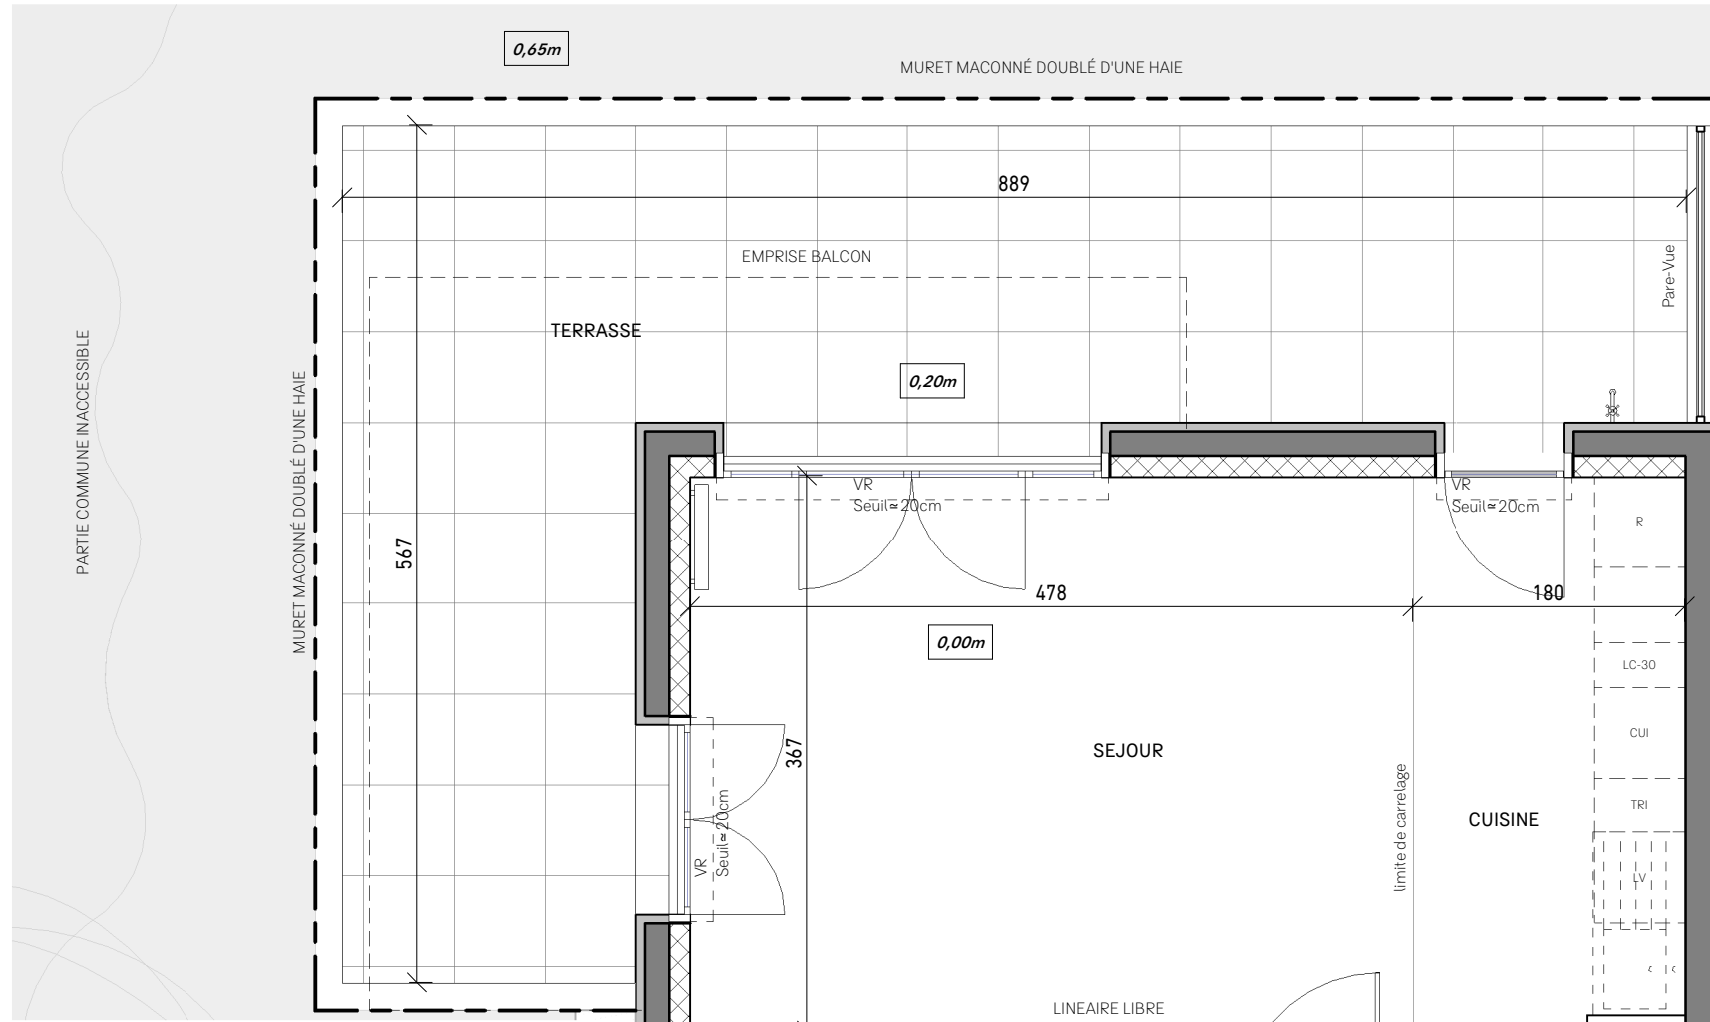 0,65m
MURET MACONNÉ DOUBLÉ D'UNE HAIE
889
EMPRISE BALCON
Pare-Vue
TERRASSE
0,20m
PARTIE COMMUNE INACCESSIBLE
MURET MACONNÉ DOUBLÉ D'UNE HAIE
567
VR
Seuil≃20cm
VR
Seuil≃20cm
R
478
180
0,00m
LC-30
367
SEJOUR
CUI
limite de carrelage
TRI
CUISINE
VR
Seuil≃20cm
LV
LINEAIRE LIBRE